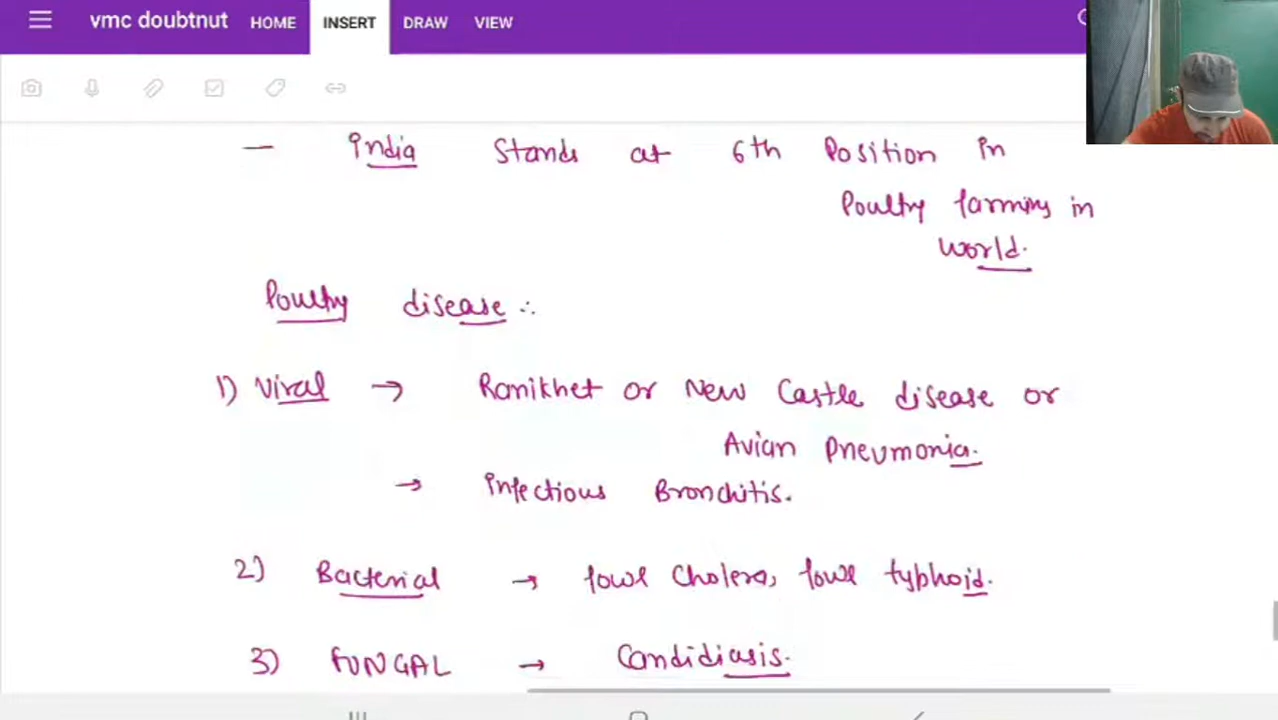 vmc doubtnut HOME INSERT DRAW VIEW
— India Stands at 6th Position in
Poultry farming in
world.
Poultry disease :.
1) Viral → Ranikhet or New Castle disease or
Avian Pneumonia.
→ Infectious Bronchitis.
2) Bacterial → fowl Cholera, fowl typhoid.
3) FUNGAL → Candidiasis.